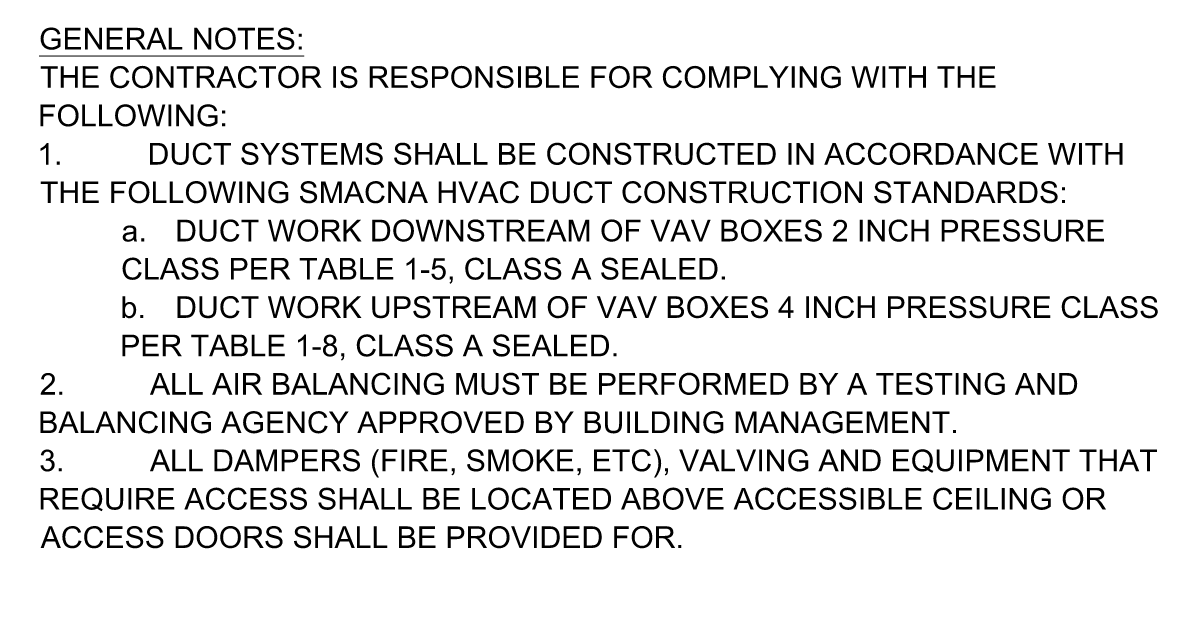 GENERAL NOTES:
THE CONTRACTOR IS RESPONSIBLE FOR COMPLYING WITH THE
FOLLOWING:
1. DUCT SYSTEMS SHALL BE CONSTRUCTED IN ACCORDANCE WITH
THE FOLLOWING SMACNA HVAC DUCT CONSTRUCTION STANDARDS:
a. DUCT WORK DOWNSTREAM OF VAV BOXES 2 INCH PRESSURE
CLASS PER TABLE 1-5, CLASS A SEALED.
b. DUCT WORK UPSTREAM OF VAV BOXES 4 INCH PRESSURE CLASS
PER TABLE 1-8, CLASS A SEALED.
2. ALL AIR BALANCING MUST BE PERFORMED BY A TESTING AND
BALANCING AGENCY APPROVED BY BUILDING MANAGEMENT.
3. ALL DAMPERS (FIRE, SMOKE, ETC), VALVING AND EQUIPMENT THAT
REQUIRE ACCESS SHALL BE LOCATED ABOVE ACCESSIBLE CEILING OR
ACCESS DOORS SHALL BE PROVIDED FOR.